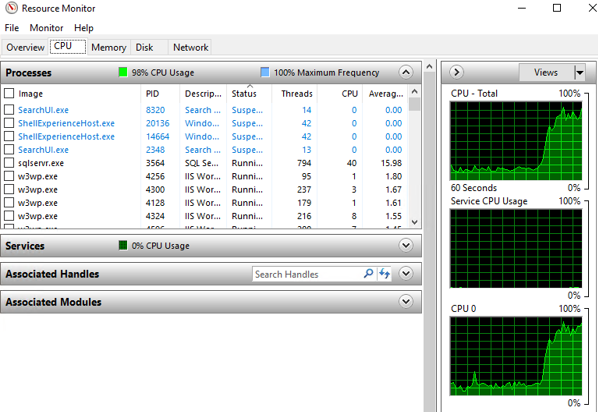 Resource Monitor
File Monitor Help
Overview CPU Memory Disk Network
Processes 98% CPU Usage 100% Maximum Frequency
Image PID Descrip... Status Threads CPU Averag...
SearchUI.exe 8320 Search ... Suspe... 14 0 0.00
ShellExperienceHost.exe 20136 Windo... Suspe... 42 0 0.00
ShellExperienceHost.exe 14664 Windo... Suspe... 42 0 0.00
SearchUI.exe 2348 Search ... Suspe... 13 0 0.00
sqlservr.exe 3564 SQL Se... Runni... 794 40 15.98
w3wp.exe 4256 IIS Wor... Runni... 95 1 1.80
w3wp.exe 4300 IIS Wor... Runni... 237 3 1.67
w3wp.exe 4128 IIS Wor... Runni... 179 1 1.61
w3wp.exe 4324 IIS Wor... Runni... 216 8 1.55
Services 0% CPU Usage
Associated Handles Search Handles
Associated Modules
Views
CPU - Total 100%
60 Seconds 0%
Service CPU Usage 100%
0%
CPU 0 100%
0%